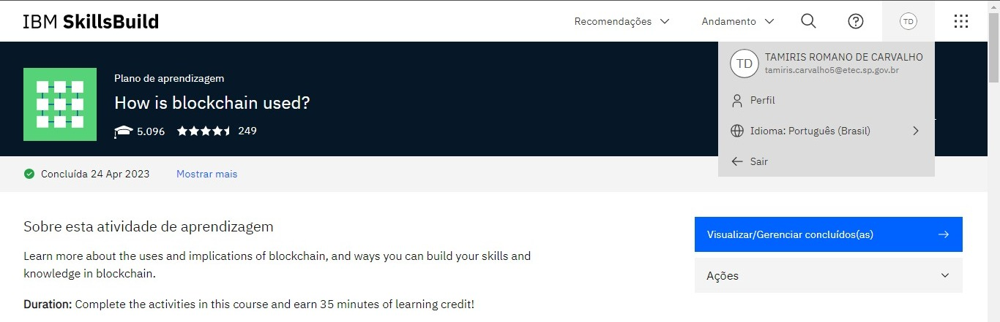 IBM SkillsBuild
Recomendações
Andamento
TD
TD
TAMIRIS ROMANO DE CARVALHO
tamiris.carvalho5@etec.sp.gov.br
Perfil
Idioma: Português (Brasil)
Sair
Plano de aprendizagem
How is blockchain used?
5.096
249
Concluída 24 Apr 2023
Mostrar mais
Sobre esta atividade de aprendizagem
Learn more about the uses and implications of blockchain, and ways you can build your skills and
knowledge in blockchain.
Duration: Complete the activities in this course and earn 35 minutes of learning credit!
Visualizar/Gerenciar concluídos(as)
Ações